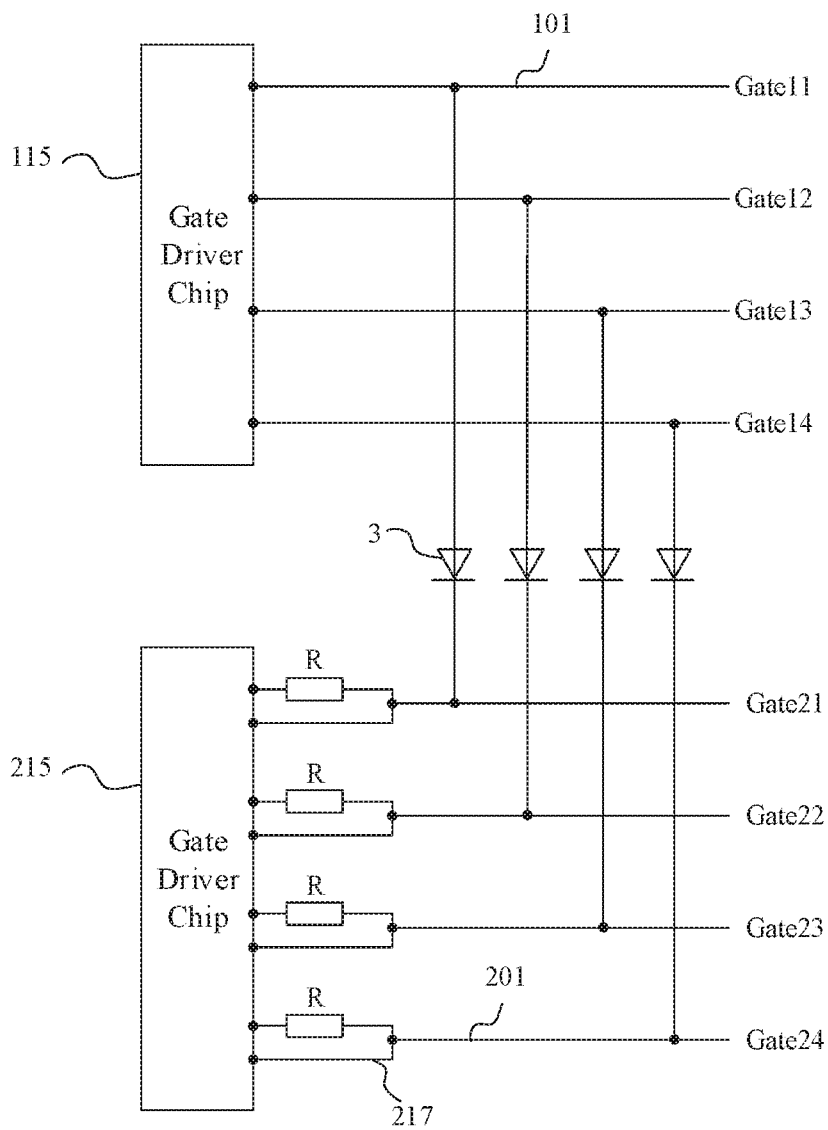 101
Gate11
115
Gate12
Gate
Driver
Chip
Gate13
Gate14
3
R
Gate21
215
R
Gate22
Gate
Driver
Chip
R
Gate23
R
201
Gate24
217